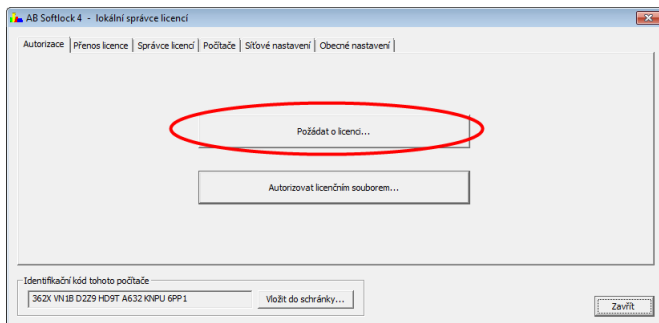 AB Softlock 4 - lokální správce licencí
Autorizace Přenos licence Správce licencí Počítače Síťové nastavení Obecné nastavení
Požádat o licenci...
Autorizovat licenčním souborem...
Identifikační kód tohoto počítače
362X VN1B D2Z9 HD9T A632 KNPU 6PP1 Vložit do schránky...
Zavřít